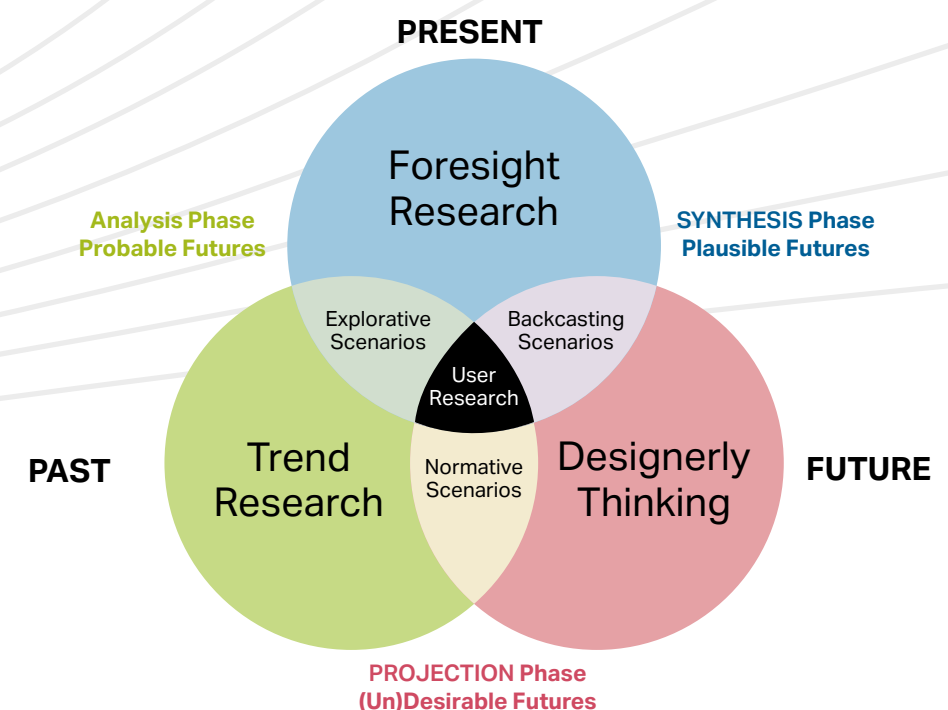 PRESENT
Foresight
Research
Analysis Phase
Probable Futures
SYNTHESIS Phase
Plausible Futures
Explorative
Scenarios
Backcasting
Scenarios
User
Research
PAST
Trend
Research
Normative
Scenarios
Designerly
Thinking
FUTURE
PROJECTION Phase
(Un)Desirable Futures